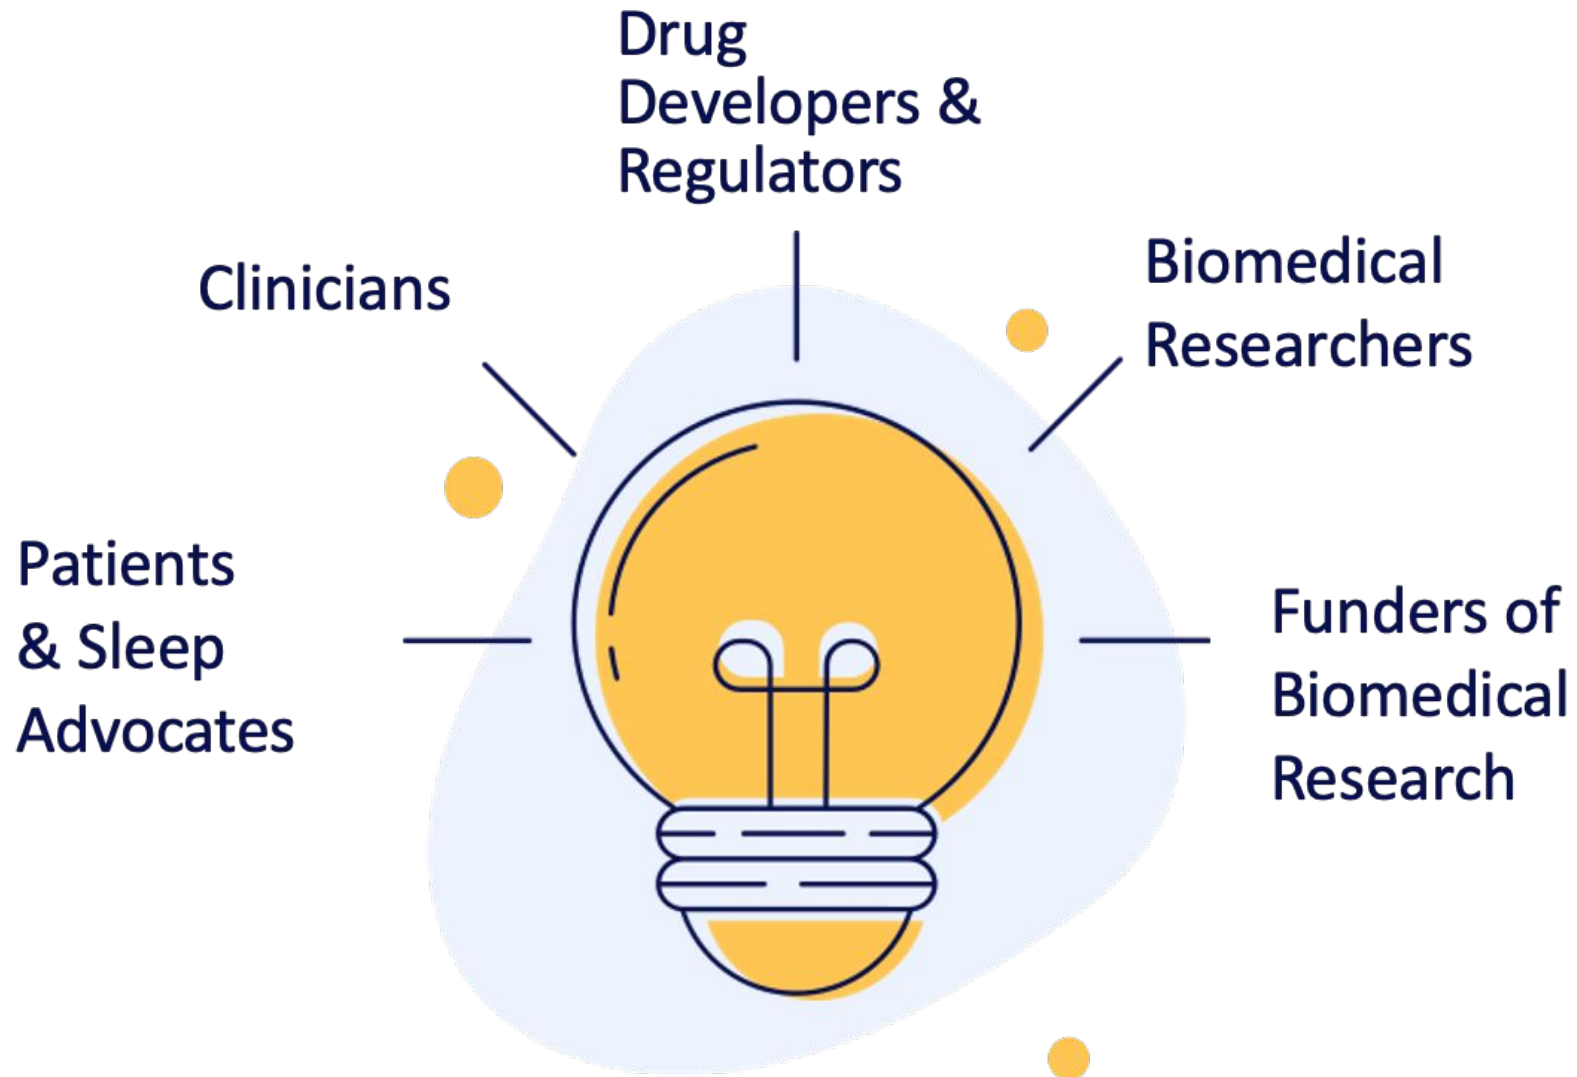 Drug
Developers &
Regulators
Clinicians
Biomedical
Researchers
Patients
& Sleep
Advocates
Funders of
Biomedical
Research